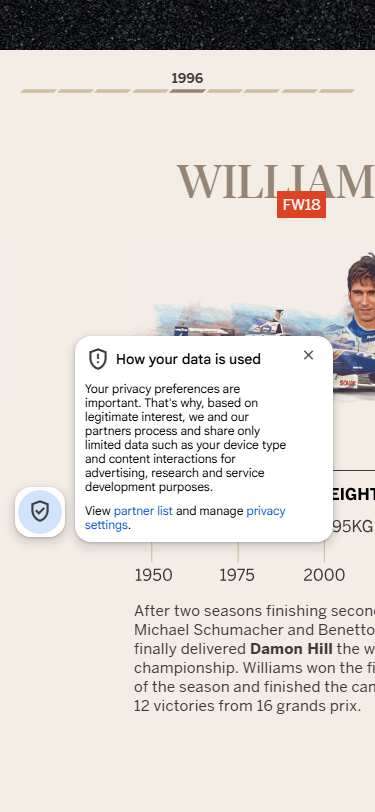 1996
WILLIAM
FW18
How your data is used
Your privacy preferences are
important. That's why, based on
legitimate interest, we and our
partners process and share only
limited data such as your device type
and content interactions for
advertising, research and service
development purposes.
View partner list and manage privacy
settings.
EIGHT
95KG
1950 1975 2000
After two seasons finishing secon
Michael Schumacher and Benetto
finally delivered Damon Hill the w
championship. Williams won the fi
of the season and finished the cam
12 victories from 16 grands prix.